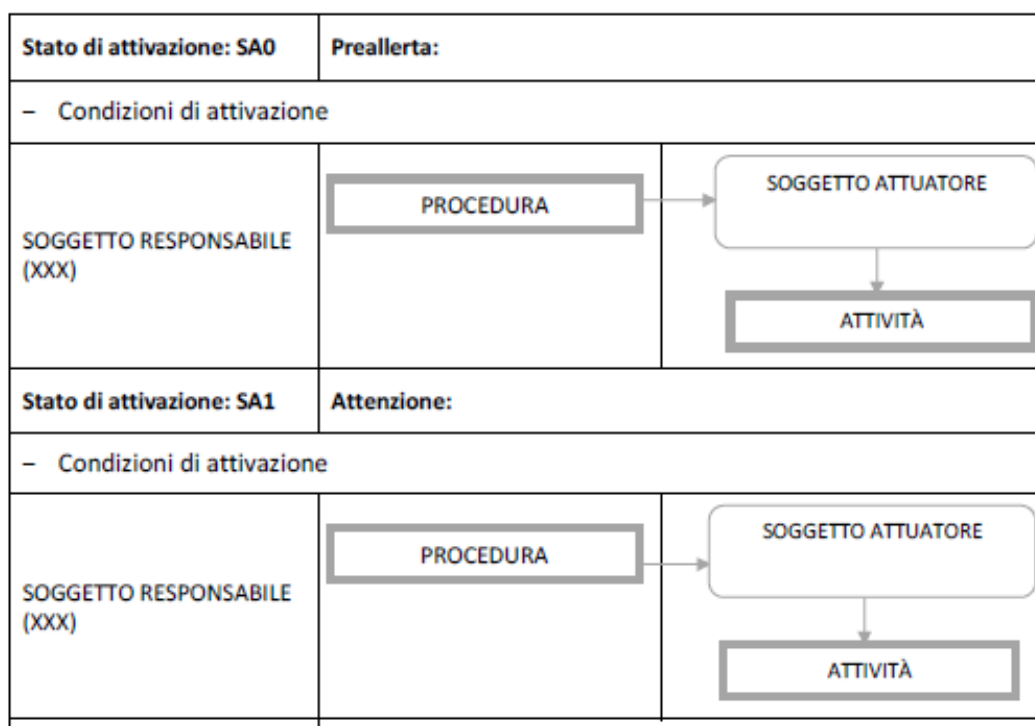 Stato di attivazione: SA0
Preallerta:
– Condizioni di attivazione
SOGGETTO RESPONSABILE
(XXX)
PROCEDURA
SOGGETTO ATTUATORE
ATTIVITÀ
Stato di attivazione: SA1
Attenzione:
– Condizioni di attivazione
SOGGETTO RESPONSABILE
(XXX)
PROCEDURA
SOGGETTO ATTUATORE
ATTIVITÀ